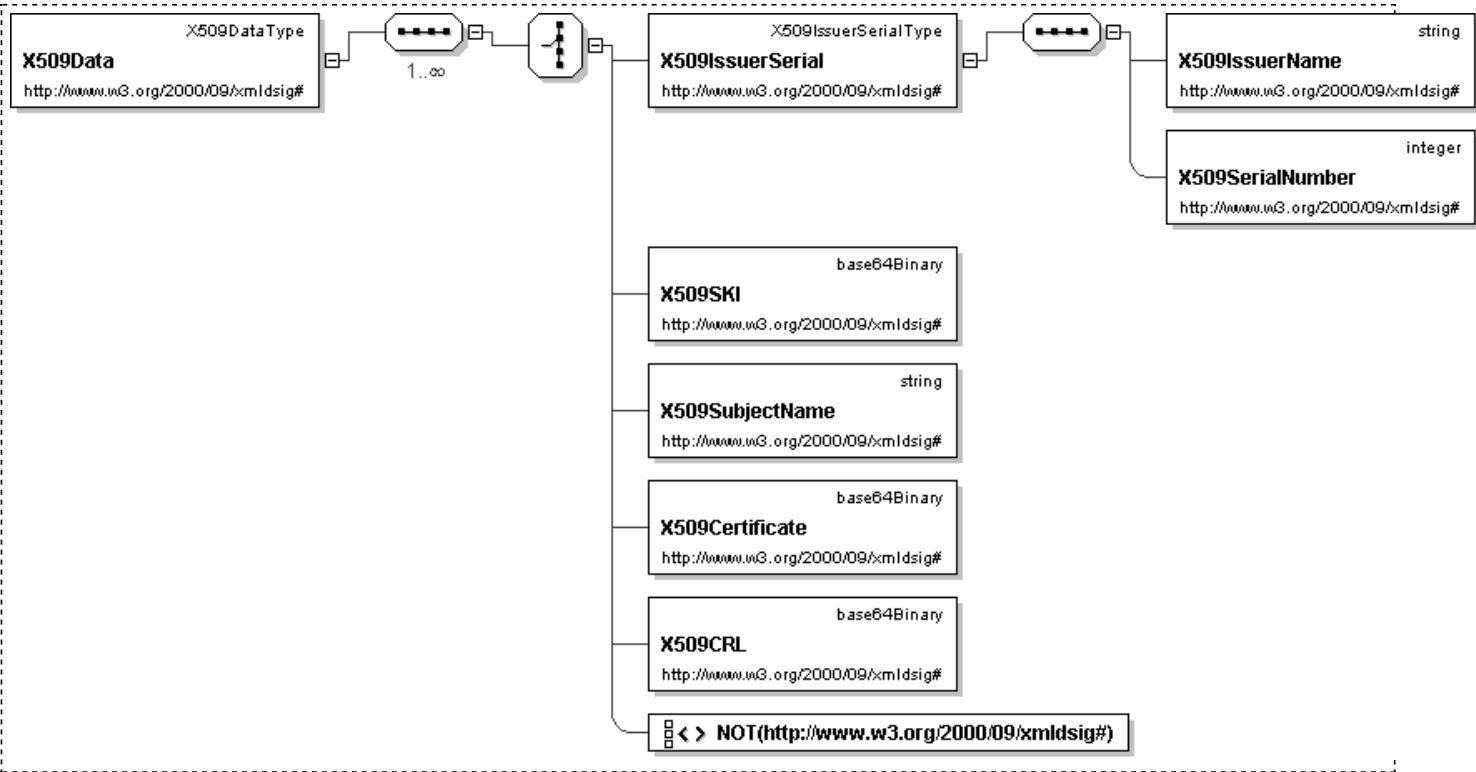 X509DataType
X509Data
http://www.w3.org/2000/09/xmldsig#
1..∞
X509IssuerSerialType
X509IssuerSerial
http://www.w3.org/2000/09/xmldsig#
string
X509IssuerName
http://www.w3.org/2000/09/xmldsig#
integer
X509SerialNumber
http://www.w3.org/2000/09/xmldsig#
base64Binary
X509SKI
http://www.w3.org/2000/09/xmldsig#
string
X509SubjectName
http://www.w3.org/2000/09/xmldsig#
base64Binary
X509Certificate
http://www.w3.org/2000/09/xmldsig#
base64Binary
X509CRL
http://www.w3.org/2000/09/xmldsig#
<> NOT(http://www.w3.org/2000/09/xmldsig#)